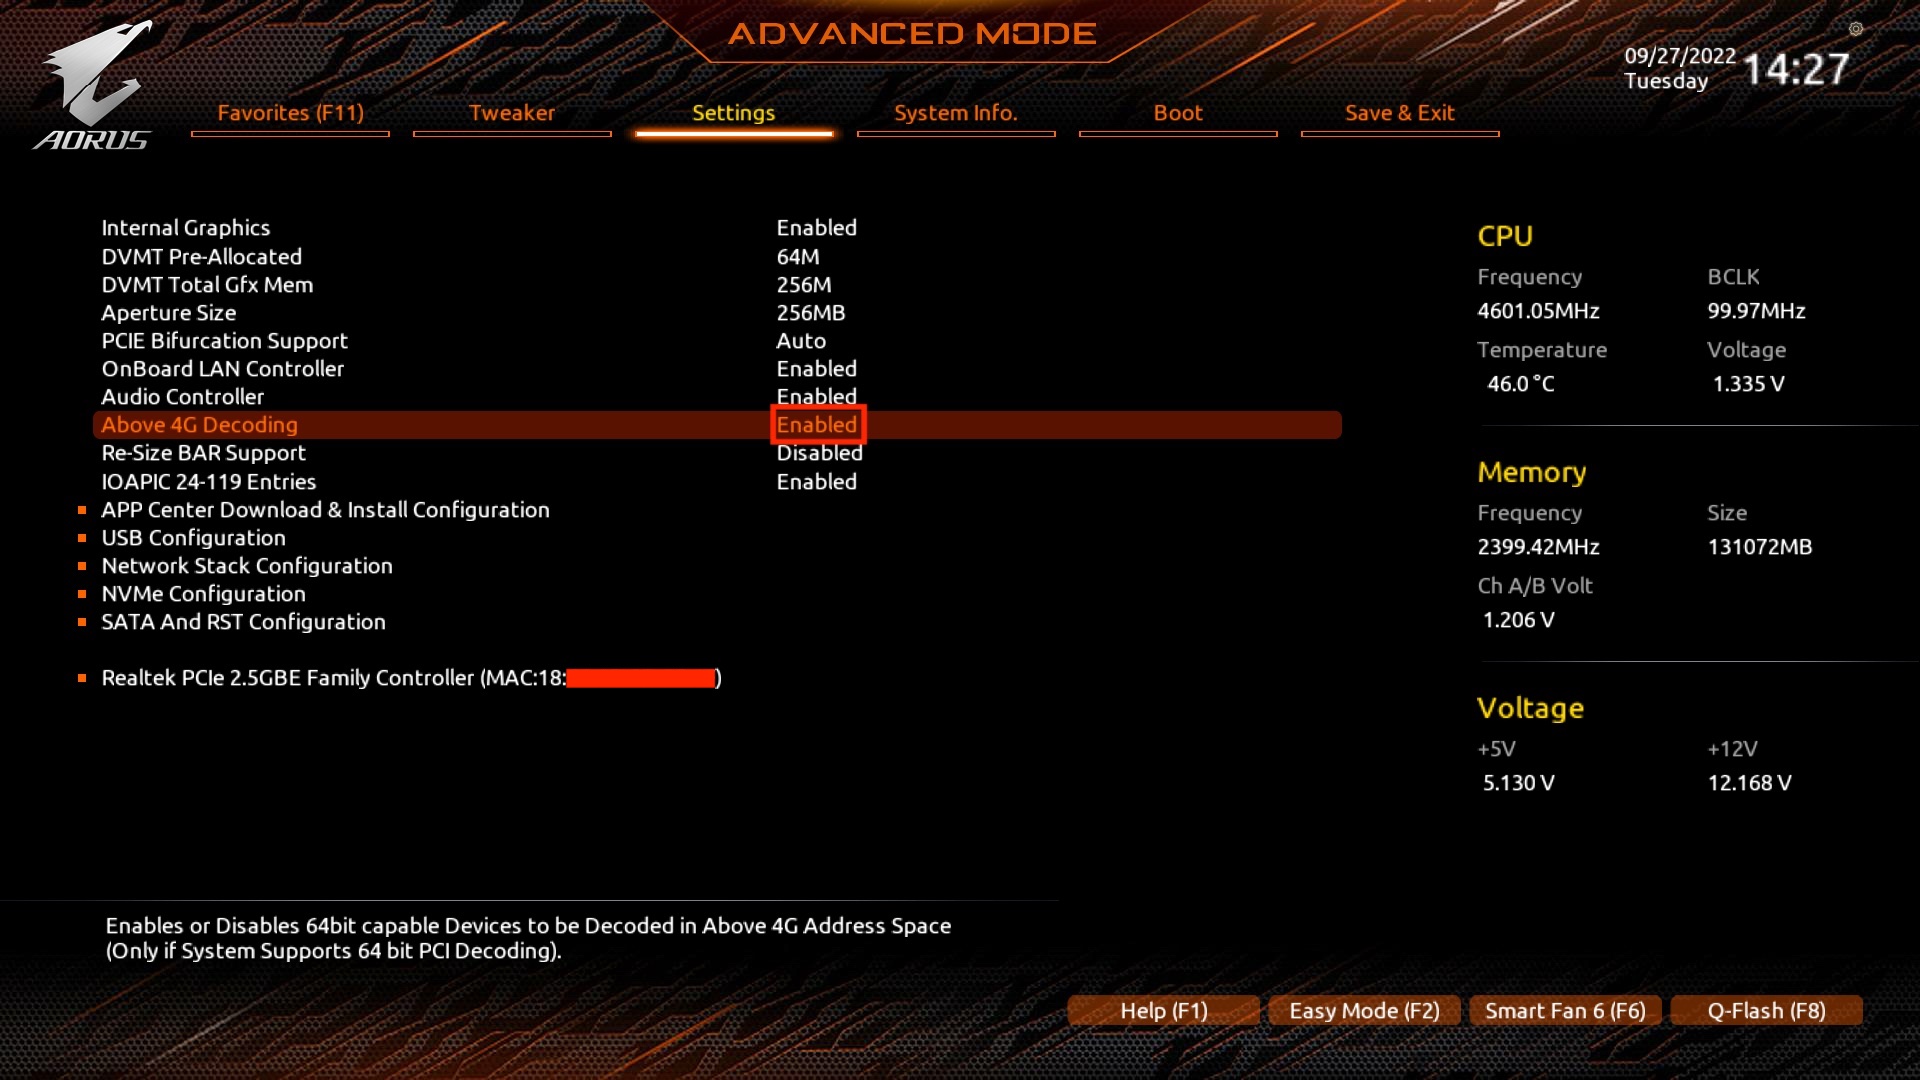 ADVANCED MODE
09/27/2022
Tuesday
14:27
AORUS
Favorites (F11) Tweaker Settings System Info. Boot Save & Exit
Internal Graphics Enabled
DVMT Pre-Allocated 64M
DVMT Total Gfx Mem 256M
Aperture Size 256MB
PCIE Bifurcation Support Auto
OnBoard LAN Controller Enabled
Audio Controller Enabled
Above 4G Decoding Enabled
Re-Size BAR Support Disabled
IOAPIC 24-119 Entries Enabled
APP Center Download & Install Configuration
USB Configuration
Network Stack Configuration
NVMe Configuration
SATA And RST Configuration
Realtek PCIe 2.5GBE Family Controller (MAC:18: )
CPU
Frequency BCLK
4601.05MHz 99.97MHz
Temperature Voltage
46.0 °C 1.335 V
Memory
Frequency Size
2399.42MHz 131072MB
Ch A/B Volt
1.206 V
Voltage
+5V +12V
5.130 V 12.168 V
Enables or Disables 64bit capable Devices to be Decoded in Above 4G Address Space
(Only if System Supports 64 bit PCI Decoding).
Help (F1) Easy Mode (F2) Smart Fan 6 (F6) Q-Flash (F8)